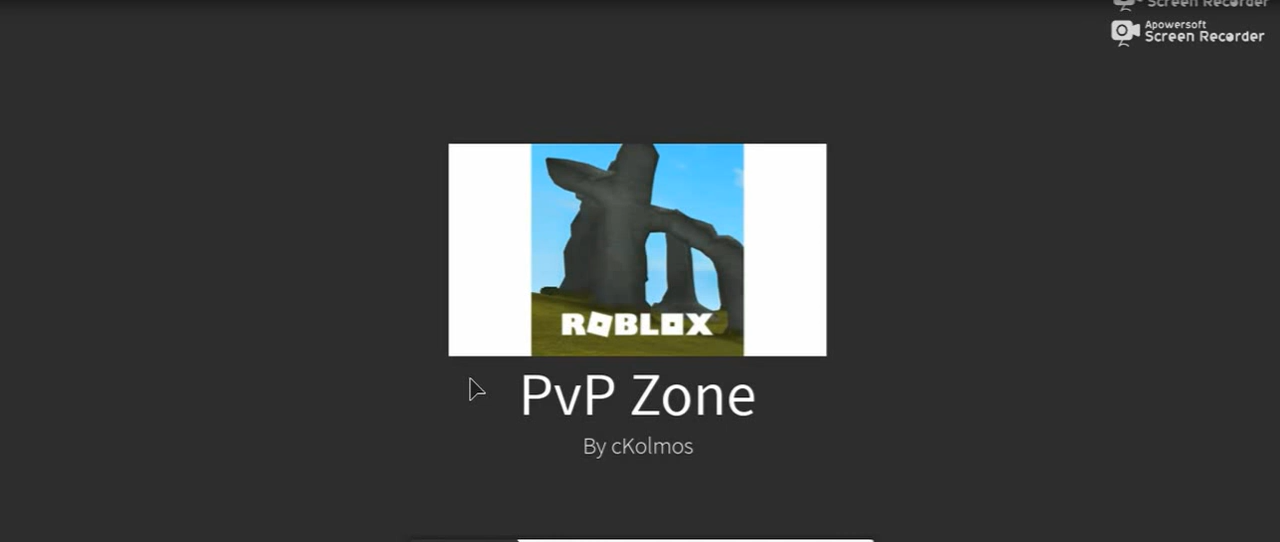 Screen Recorder
Apowersoft
Screen Recorder
ROBLOX
PvP Zone
By cKolmos